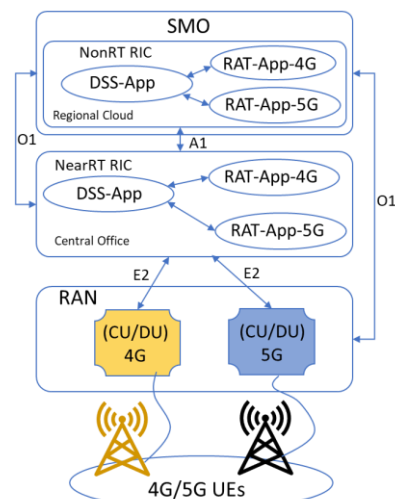 SMO
NonRT RIC
RAT-App-4G
DSS-App
RAT-App-5G
Regional Cloud
O1
A1
NearRT RIC
RAT-App-4G
DSS-App
RAT-App-5G
O1
Central Office
E2
E2
RAN
(CU/DU)
4G
(CU/DU)
5G
4G/5G UEs